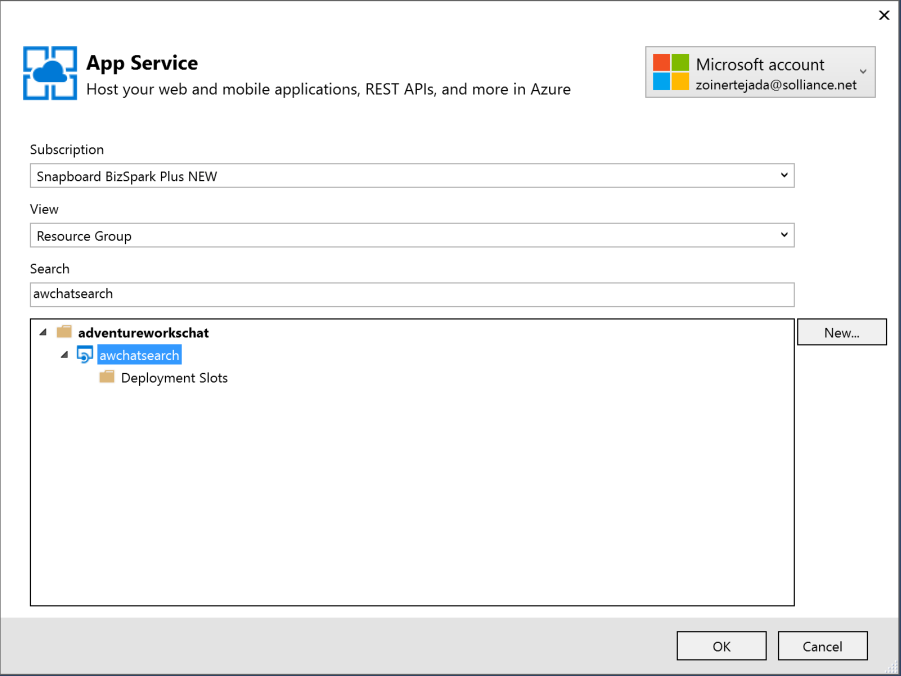 App Service
Host your web and mobile applications, REST APIs, and more in Azure
Microsoft account
zoinertejada@solliance.net
Subscription
Snapboard BizSpark Plus NEW
View
Resource Group
Search
awchatsearch
adventureworkschat
New...
awchatsearch
Deployment Slots
OK
Cancel